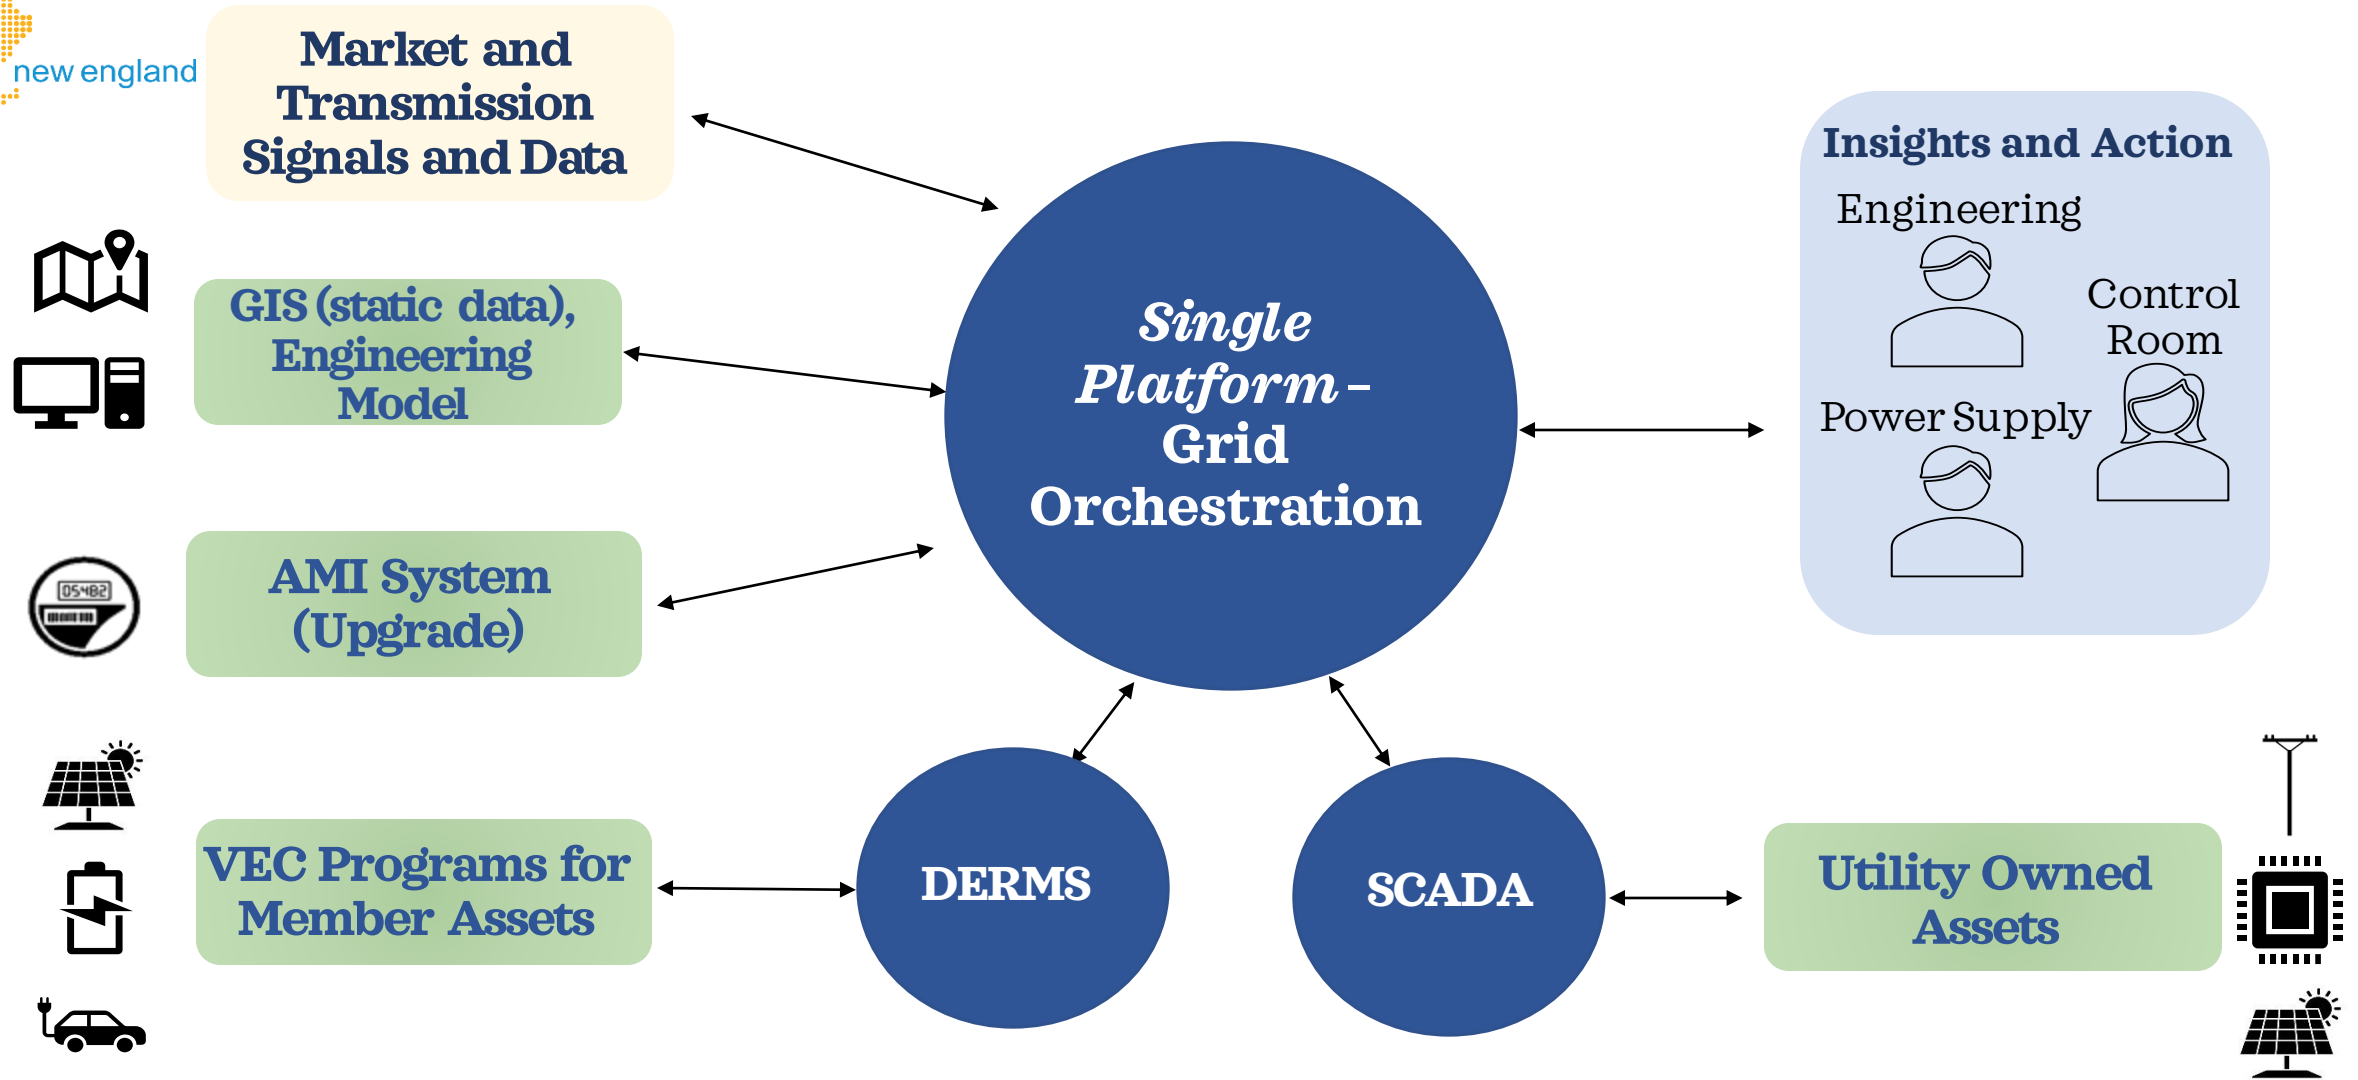 new england
Market and
Transmission
Signals and Data
GIS (static data),
Engineering
Model
AMI System
(Upgrade)
05482
VEC Programs for
Member Assets
Single
Platform –
Grid
Orchestration
DERMS
SCADA
Insights and Action
Engineering
Control
Room
Power Supply
Utility Owned
Assets